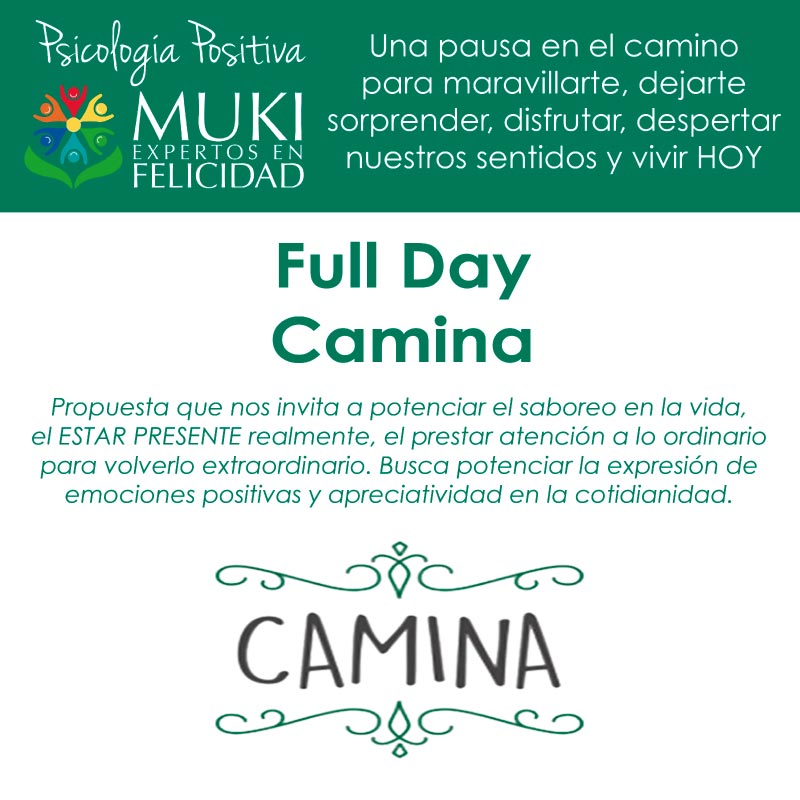 Psicología Positiva
MUKI
EXPERTOS EN
FELICIDAD
Una pausa en el camino
para maravillarte, dejarte
sorprender, disfrutar, despertar
nuestros sentidos y vivir HOY
Full Day
Camina
Propuesta que nos invita a potenciar el saboreo en la vida,
el ESTAR PRESENTE realmente, el prestar atención a lo ordinario
para volverlo extraordinario. Busca potenciar la expresión de
emociones positivas y apreciatividad en la cotidianidad.
CAMINA